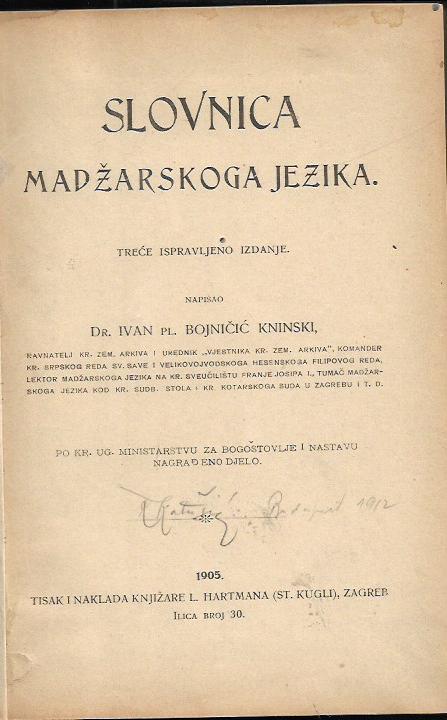 SLOVNICA
MADŽARSKOGA JEZIKA.
TREĆE ISPRAVLJENO IZDANJE.
NAPISAO
DR. IVAN PL. BOJNIČIĆ KNINSKI,
RAVNATELJ KR. ZEM. ARKIVA I UREDNIK „VJESTNIKA KR. ZEM. ARKIVA", KOMANDER
KR. SRPSKOG REDA SV. SAVE I VELIKOVOJVODSKOGA HESENSKOGA FILIPOVOG REDA,
LEKTOR MADŽARSKOGA JEZIKA NA KR. SVEUČILIŠTU FRANJE JOSIPA I., TUMAČ MADŽAR-
SKOGA JEZIKA KOD KR. SUDB. STOLA I KR. KOTARSKOGA SUDA U ZAGREBU I T. D.
PO KR. UG. MINISTARSTVU ZA BOGOŠTOVLJE I NASTAVU
NAGRAĐENO DJELO.
Budapest 1912
1905.
TISAK I NAKLADA KNJIŽARE L. HARTMANA (ST. KUGLI), ZAGREB
ILICA BROJ 30.